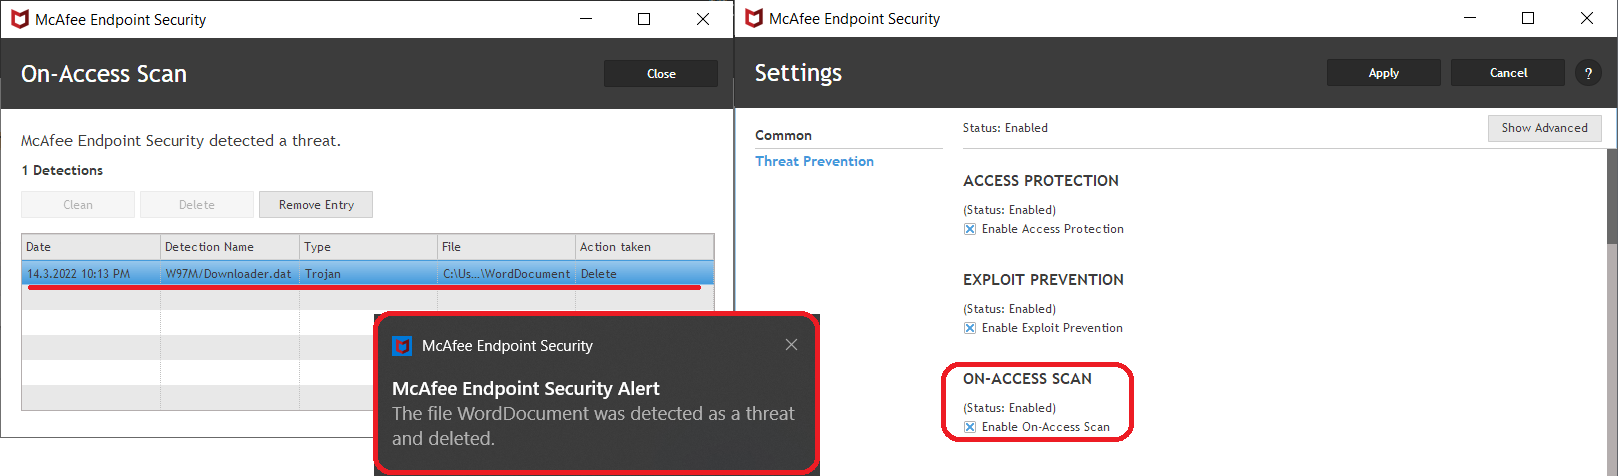 McAfee Endpoint Security
On-Access Scan
Close
McAfee Endpoint Security detected a threat.
1 Detections
Clean Delete Remove Entry
Date Detection Name Type File Action taken
14.3.2022 10:13 PM W97M/Downloader.dat Trojan C:\Us...\WordDocument Delete
McAfee Endpoint Security
McAfee Endpoint Security Alert
The file WordDocument was detected as a threat
and deleted.
McAfee Endpoint Security
Settings
Apply Cancel ?
Common
Threat Prevention
Status: Enabled
Show Advanced
ACCESS PROTECTION
(Status: Enabled)
Enable Access Protection
EXPLOIT PREVENTION
(Status: Enabled)
Enable Exploit Prevention
ON-ACCESS SCAN
(Status: Enabled)
Enable On-Access Scan